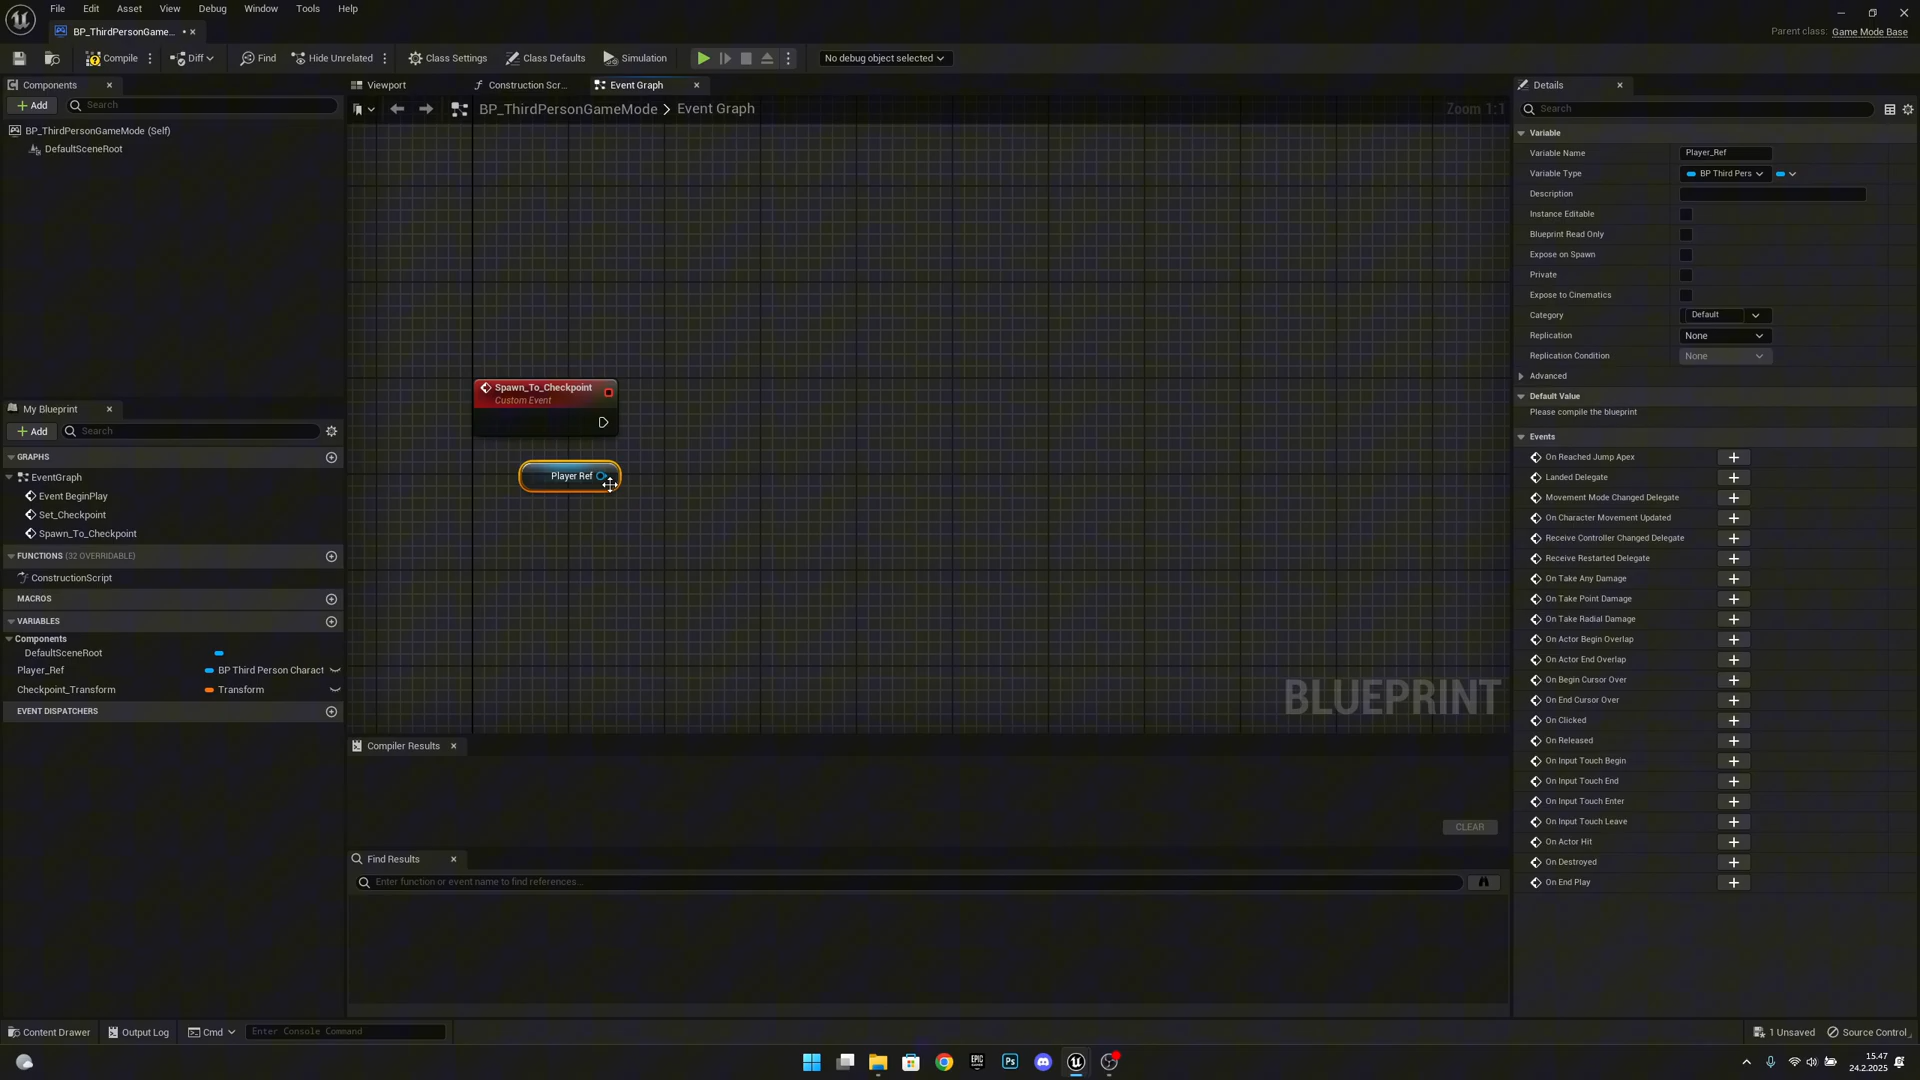 File Edit Asset View Debug Window Tools Help
BP_ThirdPersonGame...
Parent class: Game Mode Base
Compile Diff Find Hide Unrelated Class Settings Class Defaults Simulation No debug object selected
Components
Add Search
BP_ThirdPersonGameMode (Self)
DefaultSceneRoot
My Blueprint
Add Search
GRAPHS
EventGraph
Event BeginPlay
Set_Checkpoint
Spawn_To_Checkpoint
FUNCTIONS (32 OVERRIDABLE)
ConstructionScript
MACROS
VARIABLES
Components
DefaultSceneRoot
Player_Ref BP Third Person Charact
Checkpoint_Transform Transform
EVENT DISPATCHERS
Viewport Construction Scr... Event Graph
BP_ThirdPersonGameMode > Event Graph Zoom 1:1
Spawn_To_Checkpoint
Custom Event
Player Ref
BLUEPRINT
Compiler Results
CLEAR
Find Results
Enter function or event name to find references...
Details
Search
Variable
Variable Name Player_Ref
Variable Type BP Third Pers
Description
Instance Editable
Blueprint Read Only
Expose on Spawn
Private
Expose to Cinematics
Category Default
Replication None
Replication Condition None
Advanced
Default Value
Please compile the blueprint
Events
On Reached Jump Apex
Landed Delegate
Movement Mode Changed Delegate
On Character Movement Updated
Receive Controller Changed Delegate
Receive Restarted Delegate
On Take Any Damage
On Take Point Damage
On Take Radial Damage
On Actor Begin Overlap
On Actor End Overlap
On Begin Cursor Over
On End Cursor Over
On Clicked
On Released
On Input Touch Begin
On Input Touch End
On Input Touch Enter
On Input Touch Leave
On Actor Hit
On Destroyed
On End Play
Content Drawer Output Log Cmd Enter Console Command 1 Unsaved Source Control
EPIC
Ps
15.47
24.2.2025